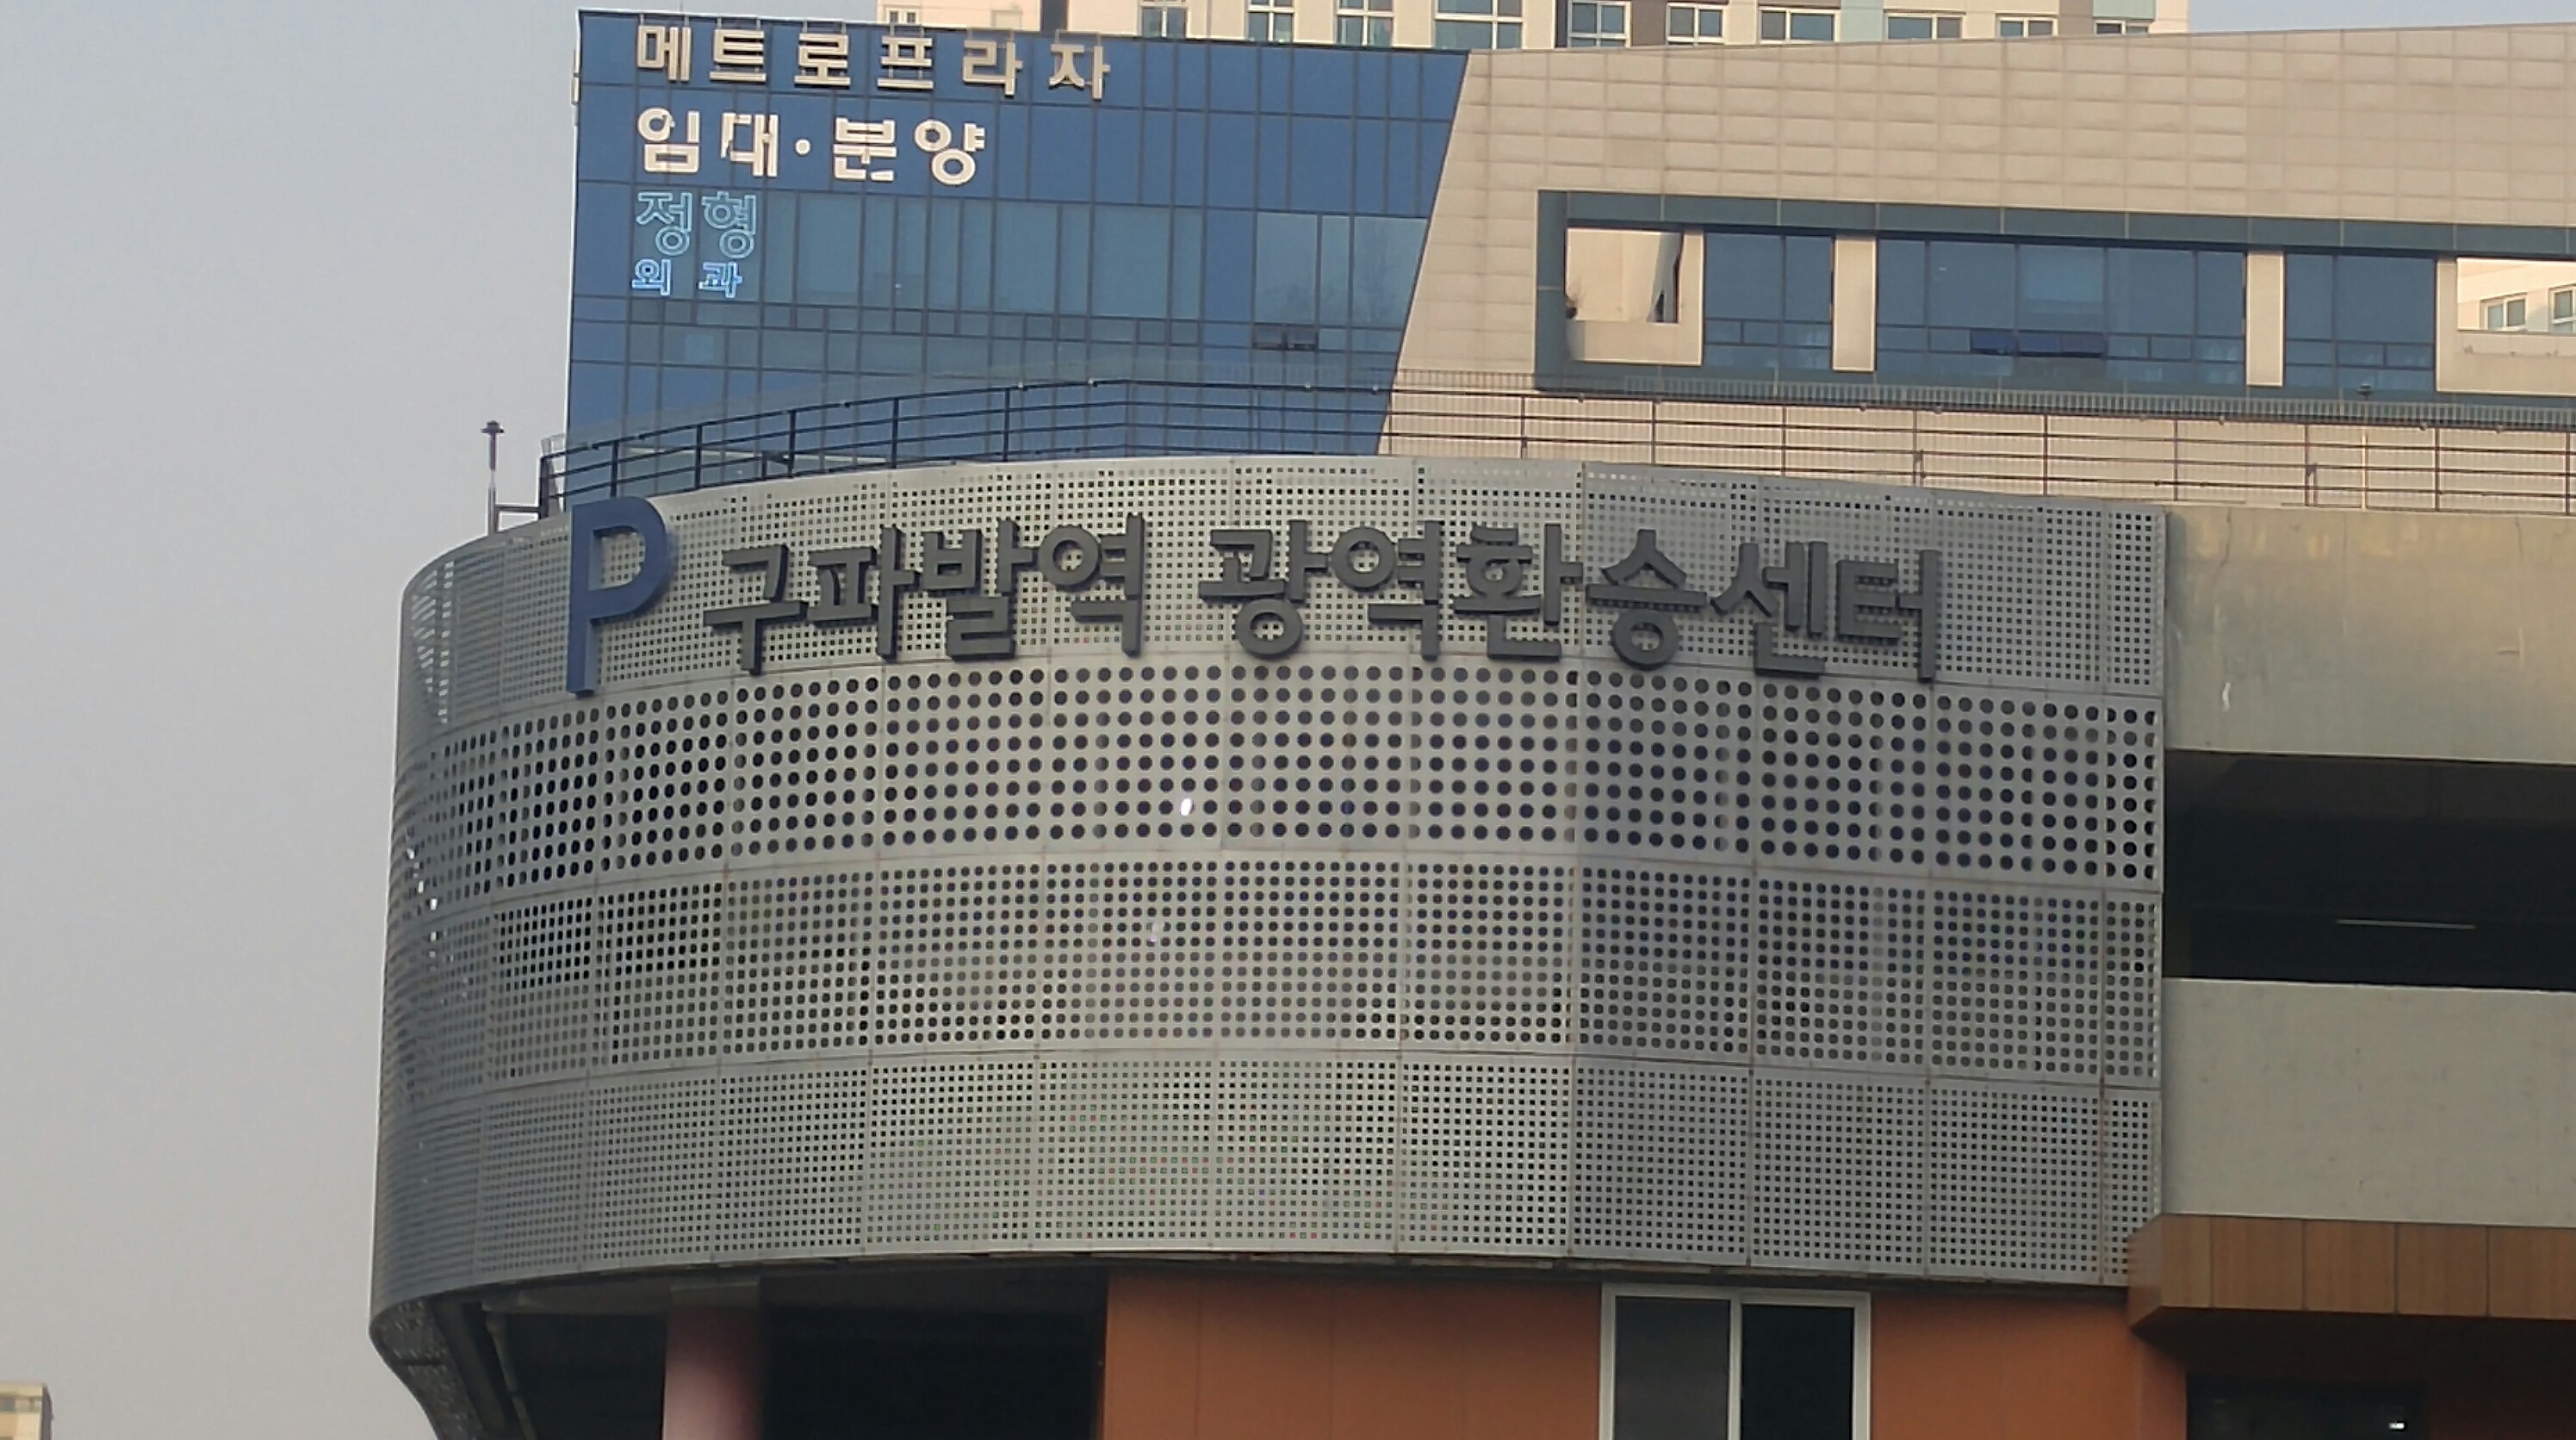 메트로프라자
임대·분양
정형
외과
P 구파발역 광역환승센터